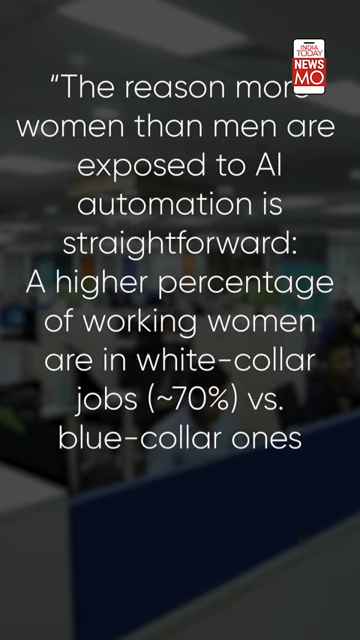 INDIA
TODAY
NEWS
MO
“The reason more
women than men are
exposed to AI
automation is
straightforward:
A higher percentage
of working women
are in white-collar
jobs (~70%) vs.
blue-collar ones